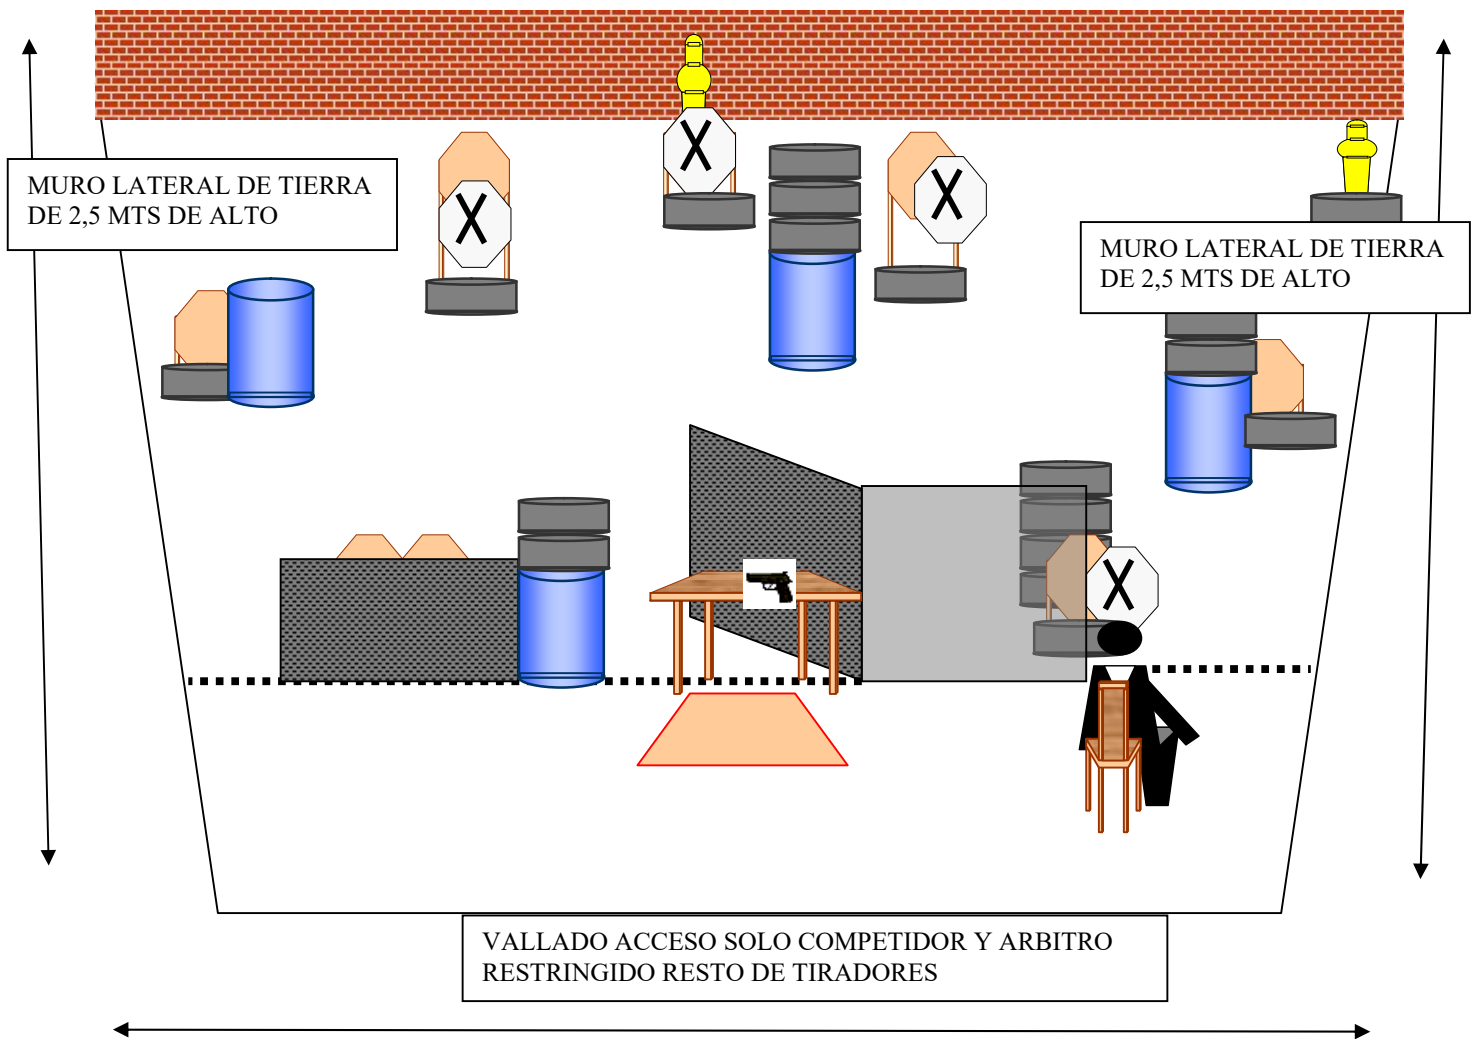 MURO LATERAL DE TIERRA
DE 2,5 MTS DE ALTO
MURO LATERAL DE TIERRA
DE 2,5 MTS DE ALTO
X
X
X
X
VALLADO ACCESO SOLO COMPETIDOR Y ARBITRO
RESTRINGIDO RESTO DE TIRADORES